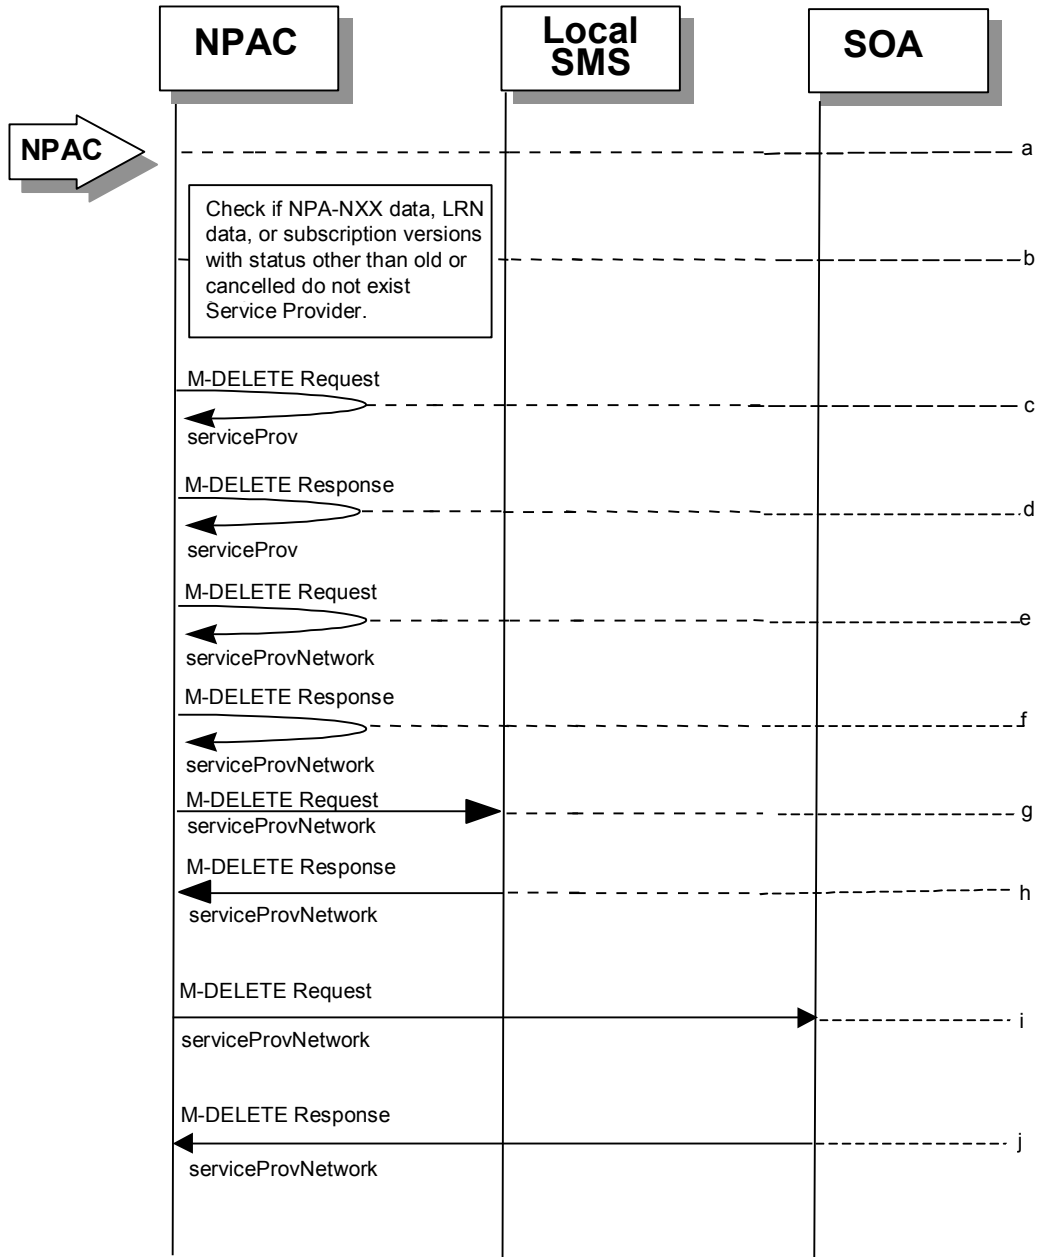 NPAC
Local
SMS
SOA
NPAC
a
Check if NPA-NXX data, LRN
data, or subscription versions
with status other than old or
cancelled do not exist
Service Provider.
b
M-DELETE Request
serviceProv
c
M-DELETE Response
serviceProv
d
M-DELETE Request
serviceProvNetwork
e
M-DELETE Response
serviceProvNetwork
f
M-DELETE Request
serviceProvNetwork
g
M-DELETE Response
serviceProvNetwork
h
M-DELETE Request
serviceProvNetwork
i
M-DELETE Response
serviceProvNetwork
j